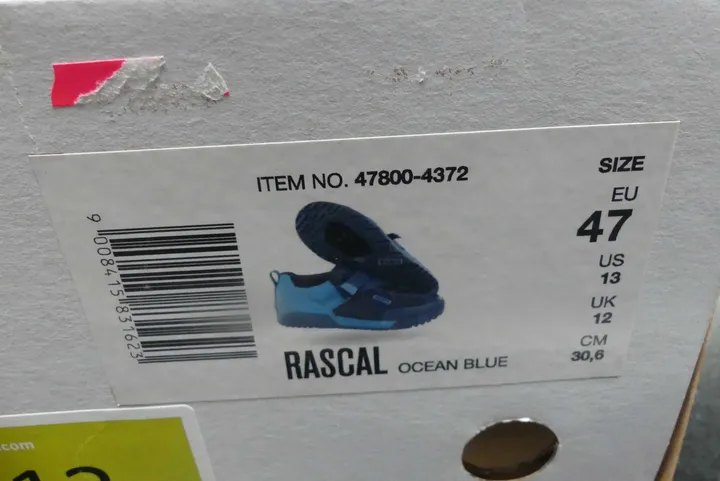 ITEM NO. 47800-4372
SIZE
EU
47
US
13
UK
12
CM
30,6
9 008415 831623
RASCAL OCEAN BLUE
.com